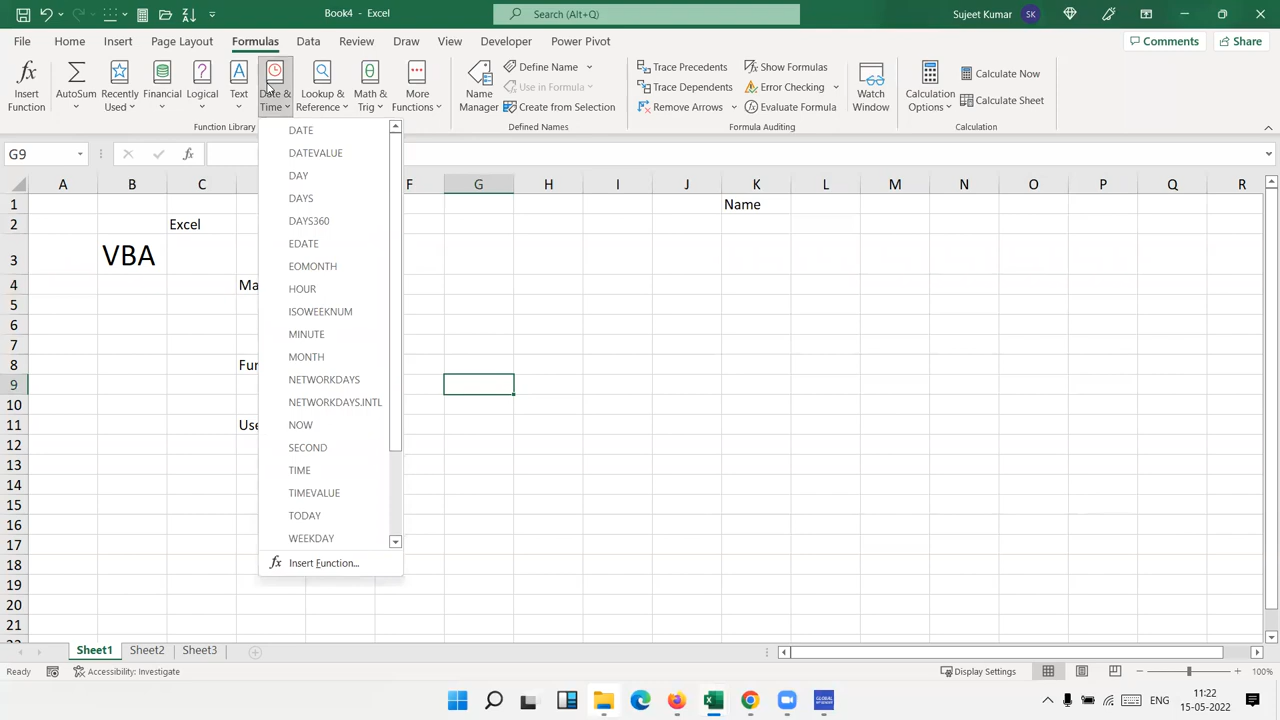 Book4 - Excel
Search (Alt+Q)
Sujeet Kumar
SK
File Home Insert Page Layout Formulas Data Review View Draw Developer Power Pivot
Comments
Share
Insert Function
AutoSum
Recently Used
Financial
Logical
Text
Date & Time
Lookup & Reference
Math & Trig
More Functions
Function Library
Name Manager
Define Name
Use in Formula
Create from Selection
Defined Names
Trace Precedents
Trace Dependents
Remove Arrows
Show Formulas
Error Checking
Evaluate Formula
Formula Auditing
Watch Window
Calculation Options
Calculate Now
Calculate Sheet
Calculation
G9
fx
A B C F G H I J K L M N O P Q R
1 Name
2 Excel
3 VBA
4 Ma
5
6
7
8 Fun
9
10
11 Use
12
13
14
15
16
17
18
19
20
21
DATE
DATEVALUE
DAY
DAYS
DAYS360
EDATE
EOMONTH
HOUR
ISOWEEKNUM
MINUTE
MONTH
NETWORKDAYS
NETWORKDAYS.INTL
NOW
SECOND
TIME
TIMEVALUE
TODAY
WEEKDAY
fx Insert Function...
Sheet1 Sheet2 Sheet3
Ready
Accessibility: Investigate
Display Settings
100%
ENG
11:22
15-05-2022